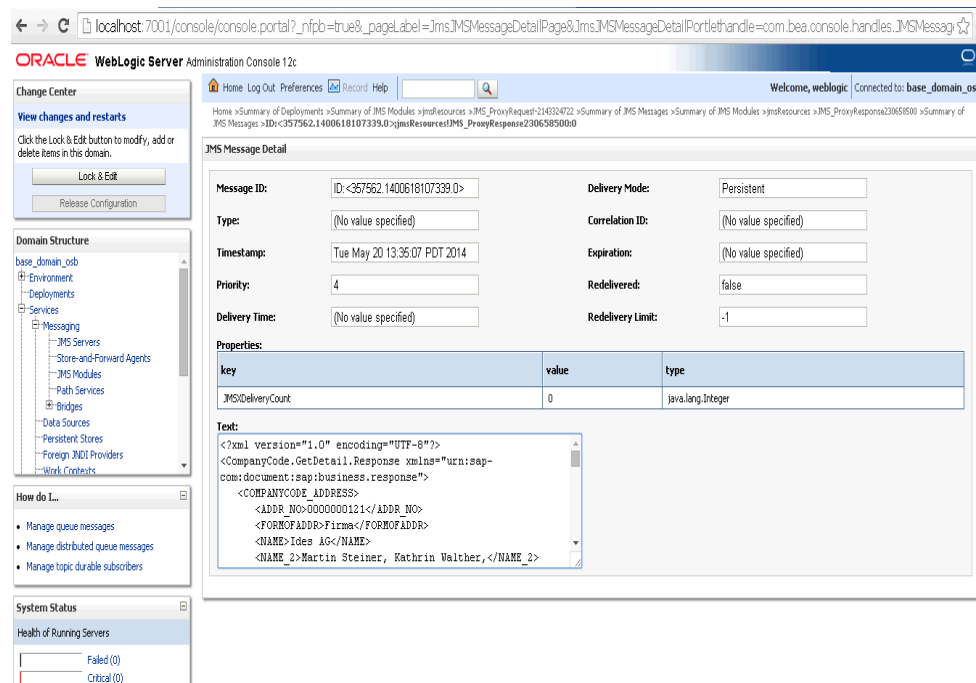 localhost:7001/console/console.portal?_nfpb=true&_pageLabel=JmsJMSMessageDetailPage&JmsJMSMessageDetailPortlethandle=com.bea.console.handles.JMSMessag
ORACLE WebLogic Server Administration Console 12c
Change Center
View changes and restarts
Click the Lock & Edit button to modify, add or
delete items in this domain.
Lock & Edit
Release Configuration
Domain Structure
base_domain_osb
Environment
Deployments
Services
Messaging
JMS Servers
Store-and-Forward Agents
JMS Modules
Path Services
Bridges
Data Sources
Persistent Stores
Foreign JNDI Providers
Work Contexts
How do I...
Manage queue messages
Manage distributed queue messages
Manage topic durable subscribers
System Status
Health of Running Servers
Failed (0)
Critical (0)
Home Log Out Preferences Record Help
Welcome, weblogic Connected to: base_domain_os
Home >Summary of Deployments >Summary of JMS Modules >jmsResources >JMS_ProxyRequest-2143324722 >Summary of JMS Messages >Summary of JMS Modules >jmsResources >JMS_ProxyResponse230658500 >Summary of
JMS Messages >ID:<357562.1400618107339.0>;jmsResources!JMS_ProxyResponse230658500:0
JMS Message Detail
Message ID: ID:<357562.1400618107339.0> Delivery Mode: Persistent
Type: (No value specified) Correlation ID: (No value specified)
Timestamp: Tue May 20 13:35:07 PDT 2014 Expiration: (No value specified)
Priority: 4 Redelivered: false
Delivery Time: (No value specified) Redelivery Limit: -1
Properties:
key value type
JMSXDeliveryCount 0 java.lang.Integer
Text:
<?xml version="1.0" encoding="UTF-8"?>
<CompanyCode.GetDetail.Response xmlns="urn:sap-
com:document:sap:business.response">
<COMPANYCODE_ADDRESS>
<ADDR_NO>0000000121</ADDR_NO>
<FORMOFADDR>Firma</FORMOFADDR>
<NAME>Ides AG</NAME>
<NAME_2>Martin Steiner, Kathrin Walther,</NAME_2>